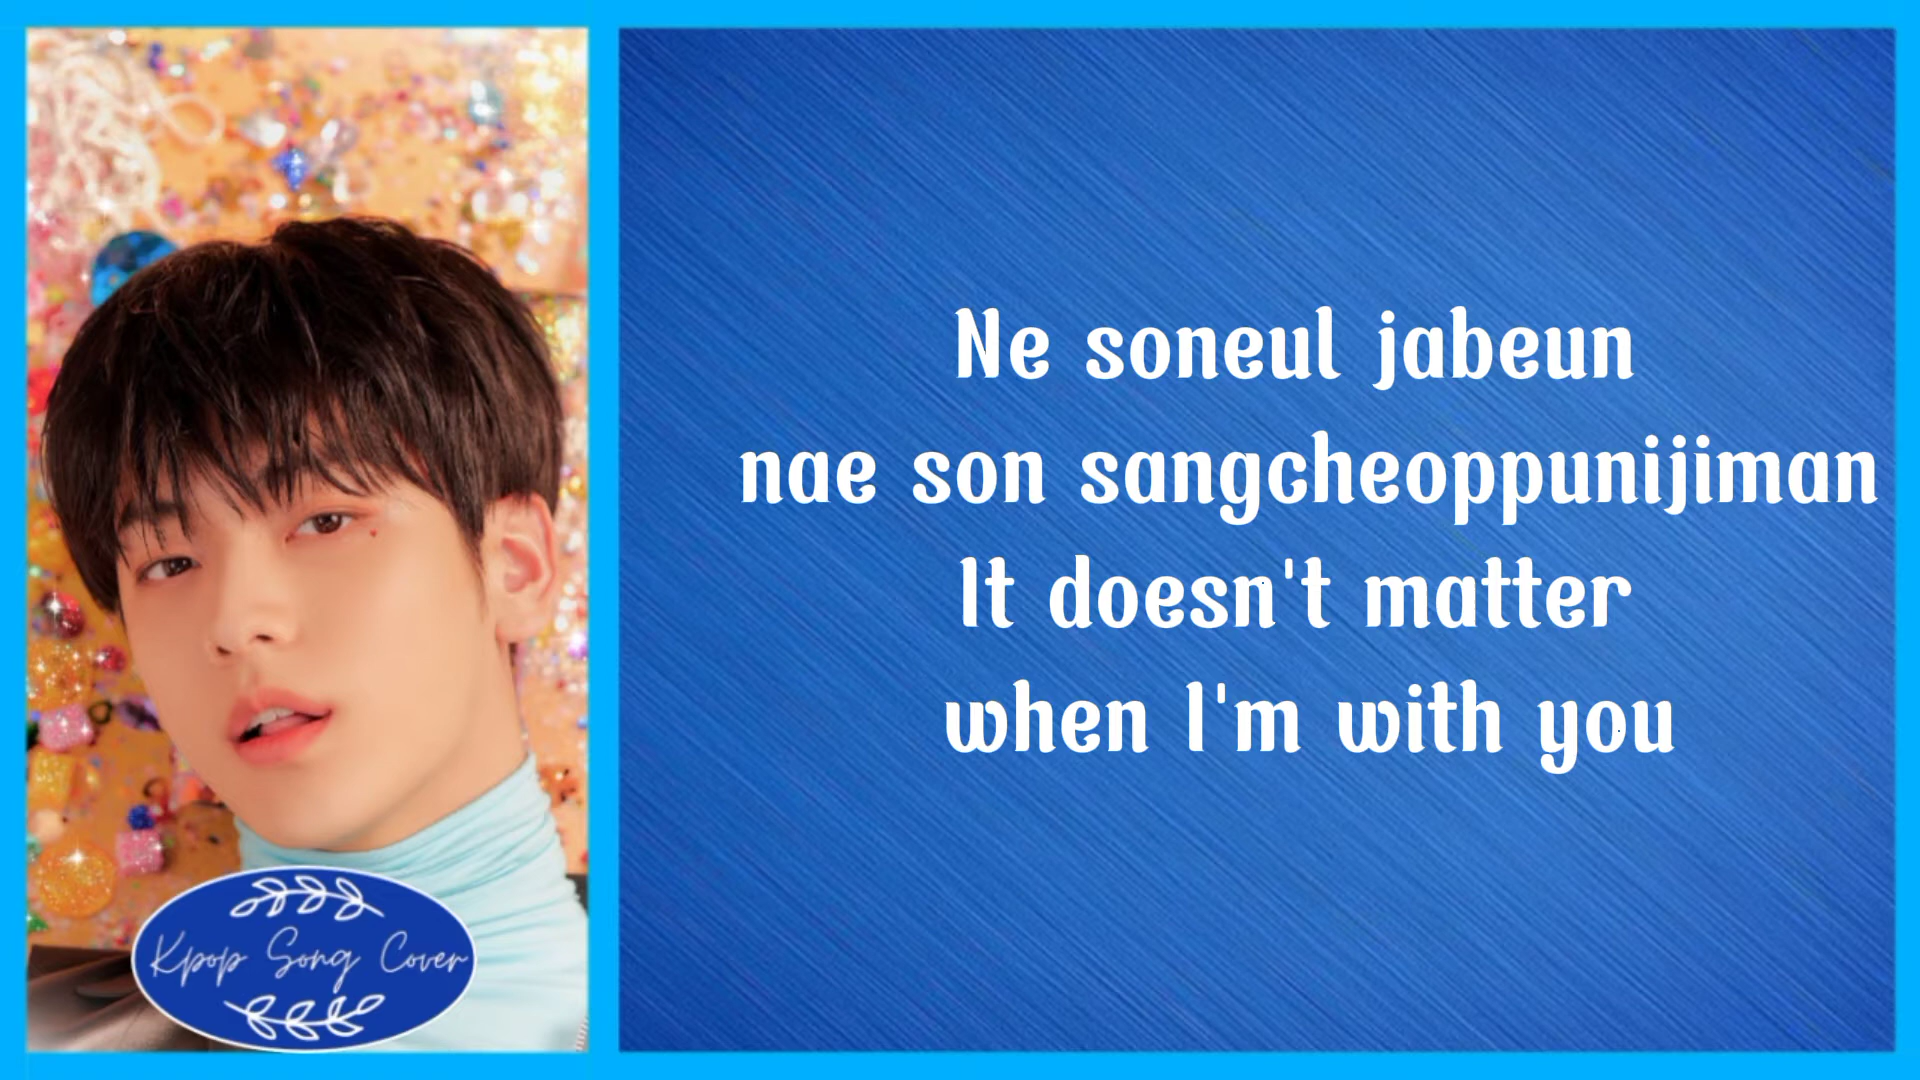 Ne soneul jabeun
nae son sangcheoppunijiman
It doesn't matter
when I'm with you
Kpop Song Cover